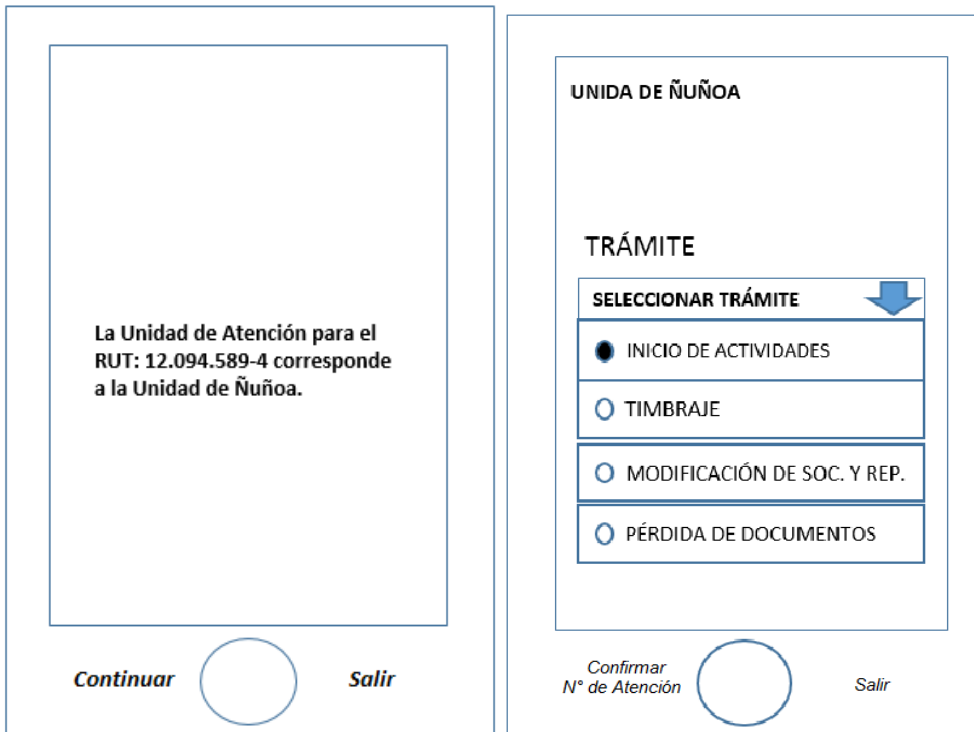 La Unidad de Atención para el
RUT: 12.094.589-4 corresponde
a la Unidad de Ñuñoa.
Continuar
Salir
UNIDA DE ÑUÑOA
TRÁMITE
SELECCIONAR TRÁMITE
INICIO DE ACTIVIDADES
TIMBRAJE
MODIFICACIÓN DE SOC. Y REP.
PÉRDIDA DE DOCUMENTOS
Confirmar
N° de Atención
Salir